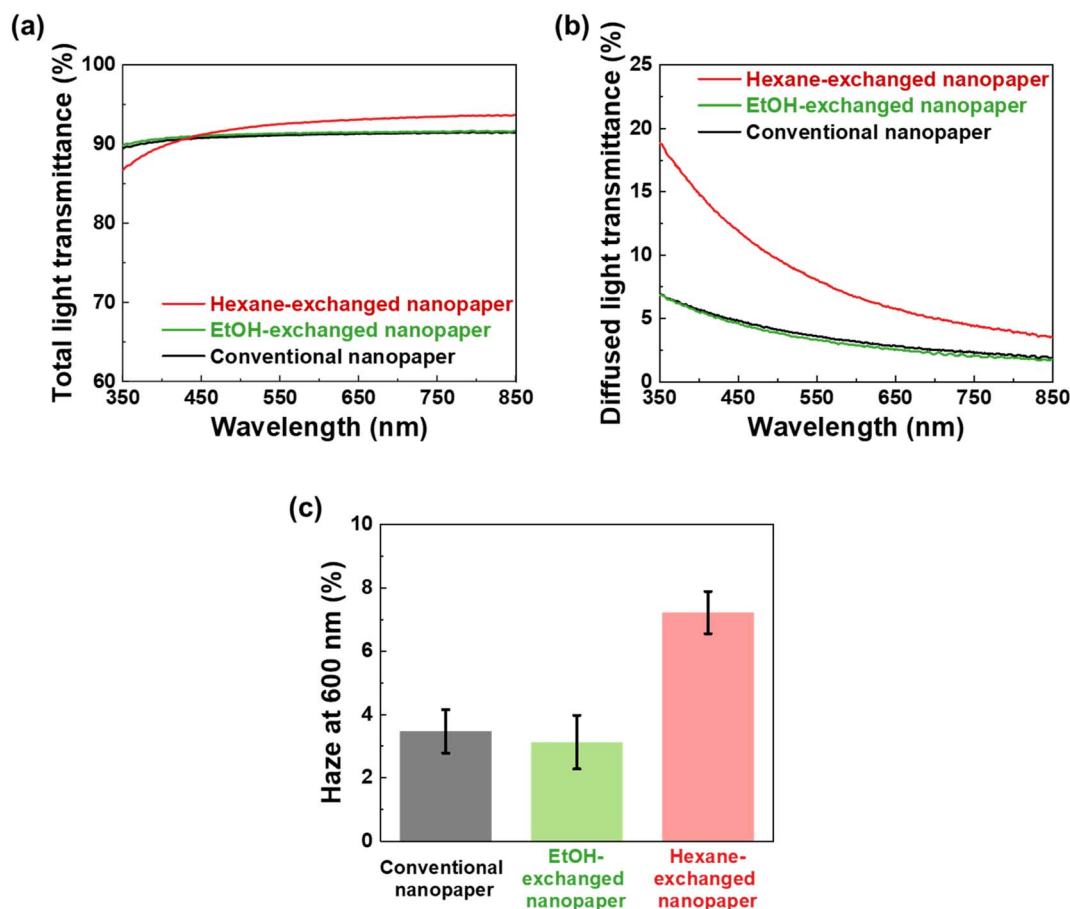 (a)
Total light transmittance (%)
100
90
80
70
60
Hexane-exchanged nanopaper
EtOH-exchanged nanopaper
Conventional nanopaper
350
450
550
650
750
850
Wavelength (nm)
(b)
Diffused light transmittance (%)
25
20
15
10
5
0
Hexane-exchanged nanopaper
EtOH-exchanged nanopaper
Conventional nanopaper
350
450
550
650
750
850
Wavelength (nm)
(c)
Haze at 600 nm (%)
10
8
6
4
2
0
Conventional
nanopaper
EtOH-
exchanged
nanopaper
Hexane-
exchanged
nanopaper